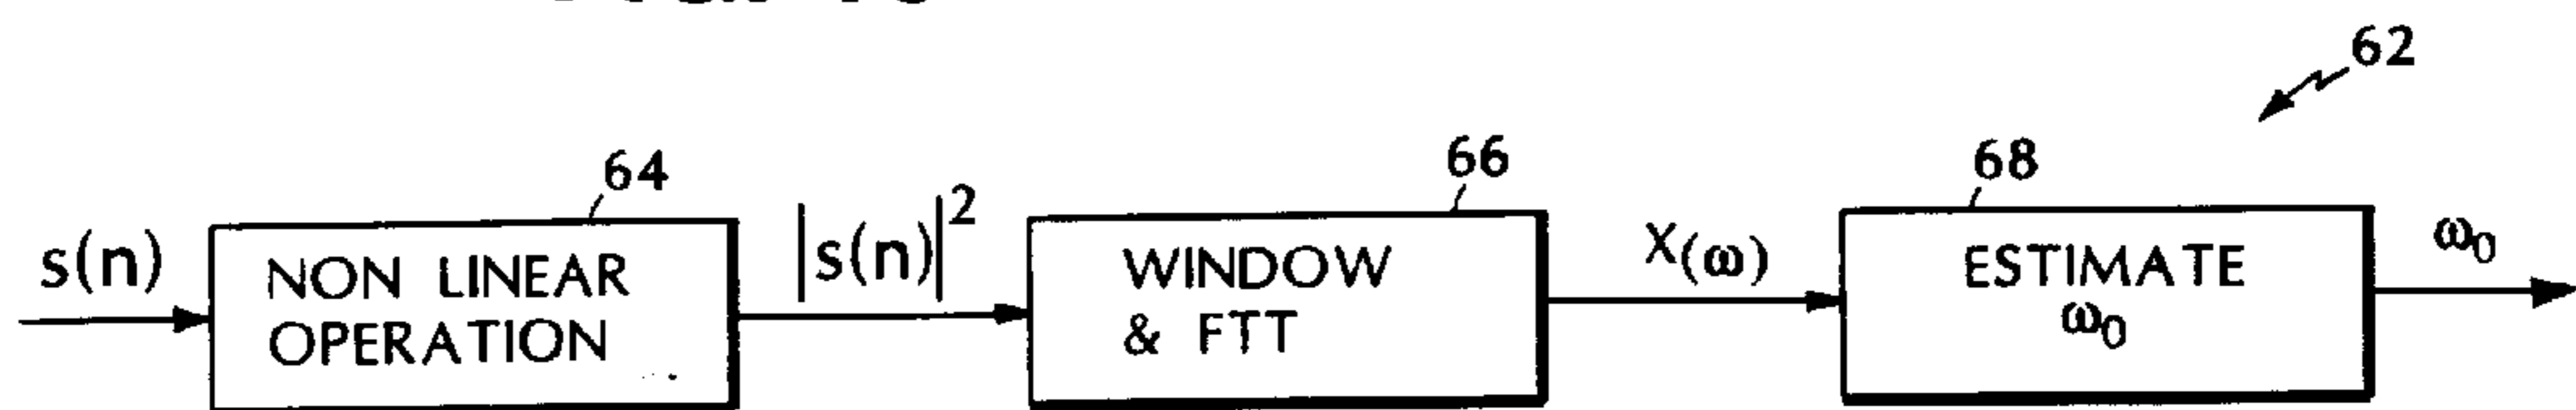 62
64
66
68
s(n)
NON LINEAR
OPERATION
|s(n)|²
WINDOW
& FTT
X(ω)
ESTIMATE
ω₀
ω₀